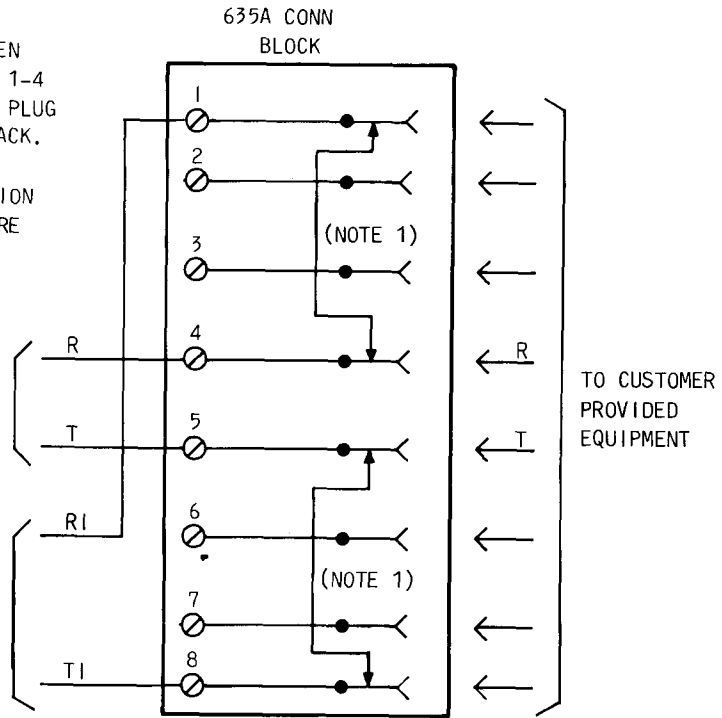 635A CONN
BLOCK
EN
1-4
PLUG
ACK.
ION
RE
1
2
(NOTE 1)
3
4
R
R
TO CUSTOMER
PROVIDED
EQUIPMENT
5
T
T
RI
6
(NOTE 1)
7
8
TI